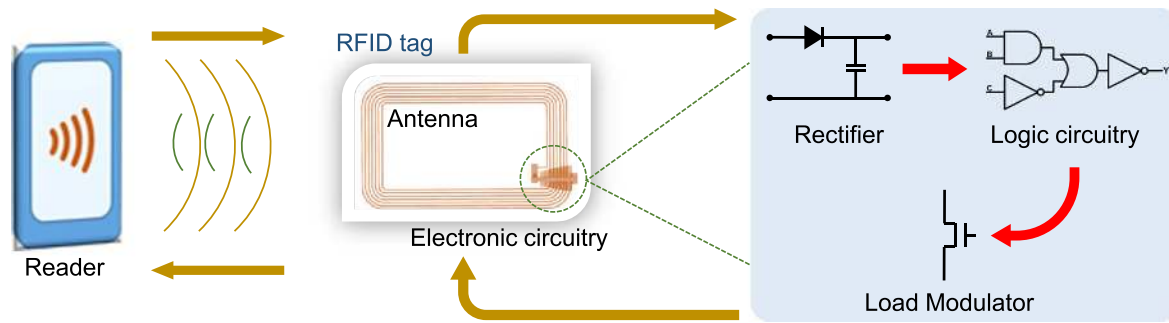 Reader
RFID tag
Antenna
Electronic circuitry
Rectifier
A
B
C
Y
Logic circuitry
Load Modulator